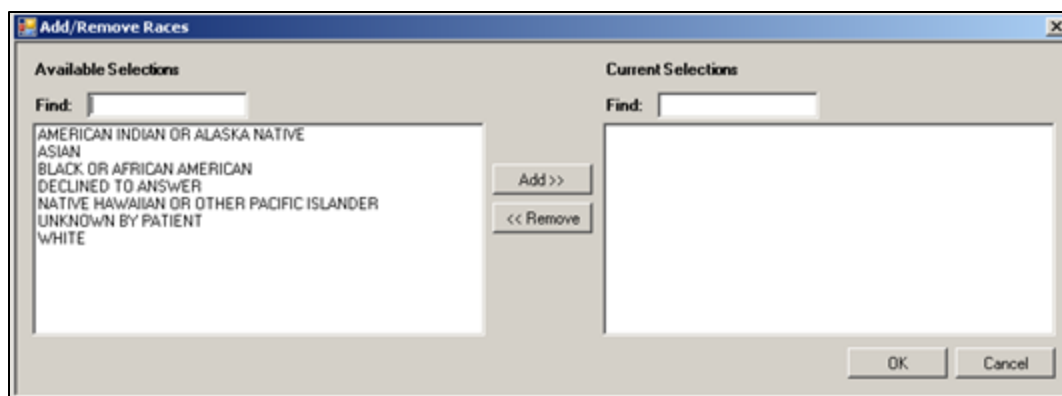 Add/Remove Races
Available Selections
Current Selections
Find:
Find:
AMERICAN INDIAN OR ALASKA NATIVE
ASIAN
BLACK OR AFRICAN AMERICAN
DECLINED TO ANSWER
NATIVE HAWAIIAN OR OTHER PACIFIC ISLANDER
UNKNOWN BY PATIENT
WHITE
Add >>
<< Remove
OK
Cancel